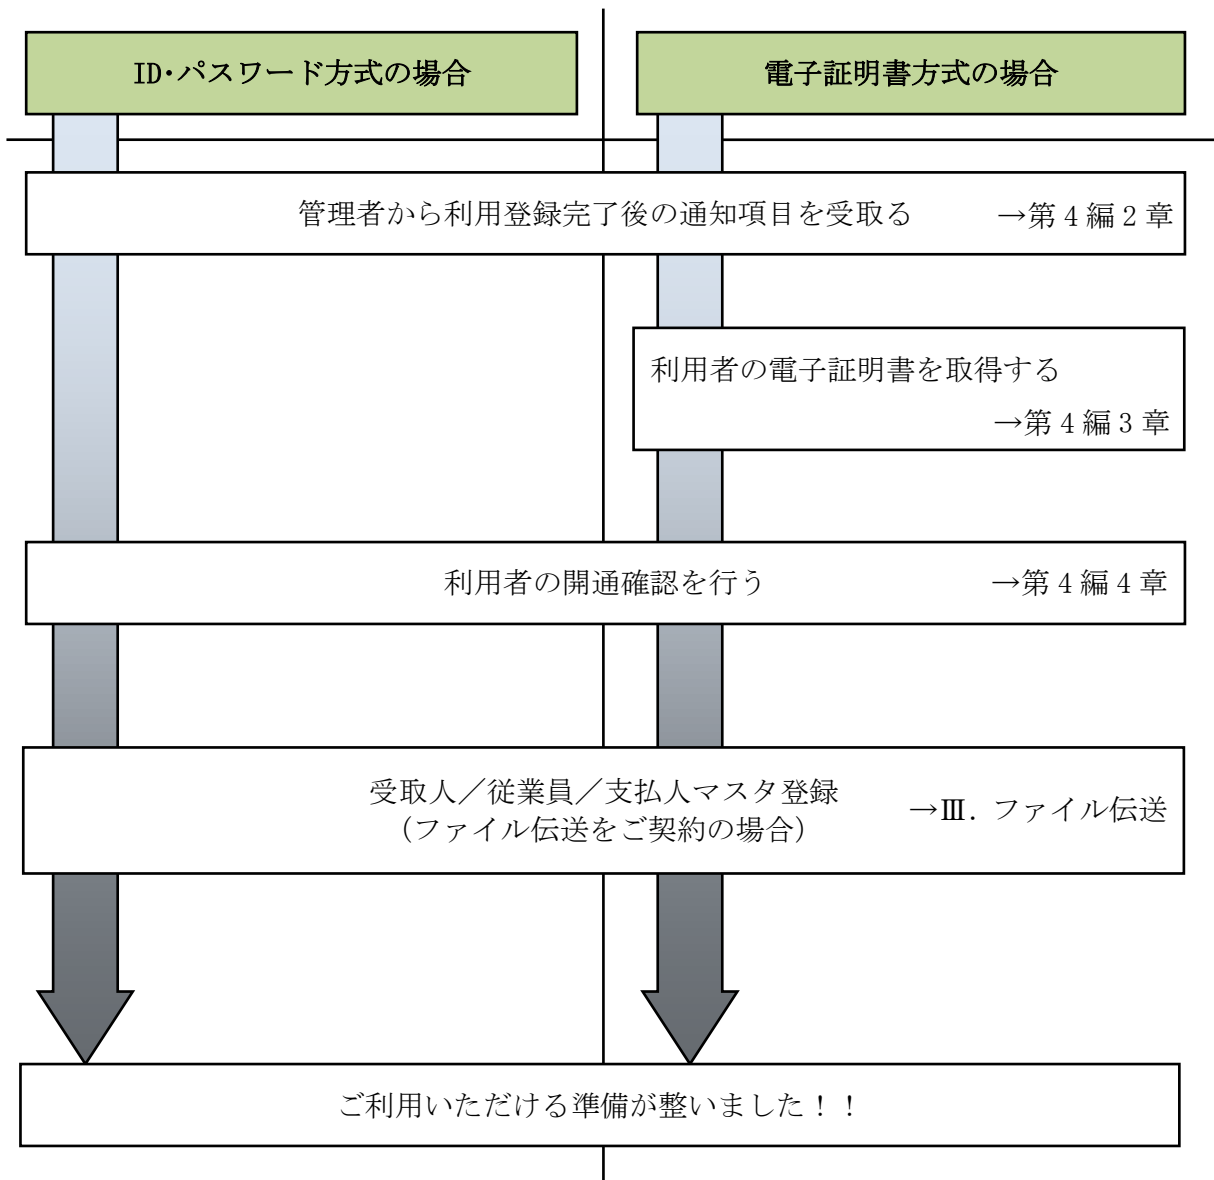 ID・パスワード方式の場合
電子証明書方式の場合
管理者から利用登録完了後の通知項目を受取る →第４編２章
利用者の電子証明書を取得する
→第４編３章
利用者の開通確認を行う →第４編４章
受取人／従業員／支払人マスタ登録
（ファイル伝送をご契約の場合）
→Ⅲ．ファイル伝送
ご利用いただける準備が整いました！！